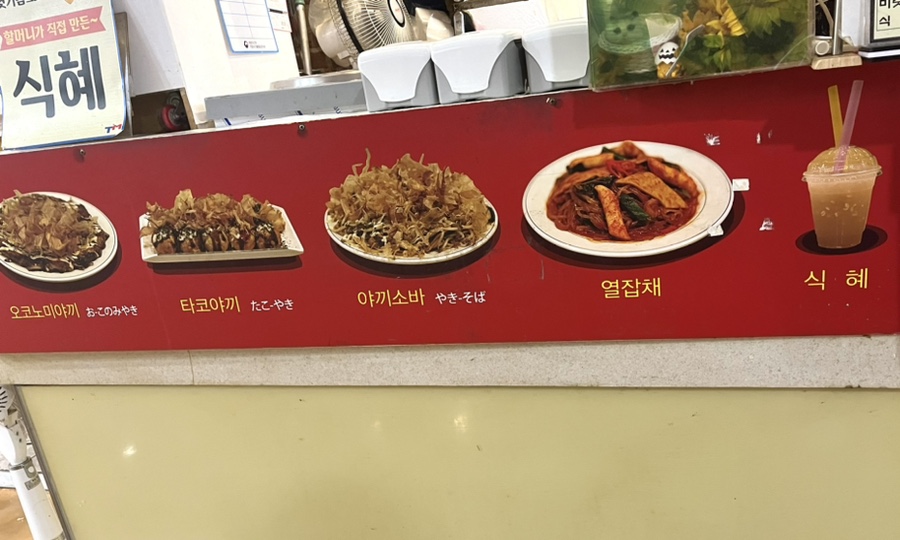 할머니가 직접 만든~
식혜
비
식
오코노미야끼 お-このみやき
타코야끼 たこ-やき
야끼소바 やき-そば
열잡채
식 혜